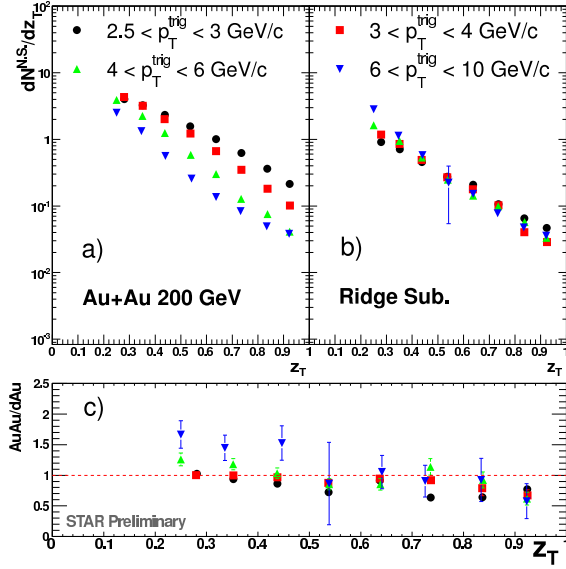 2.5 < p_T^trig < 3 GeV/c
3 < p_T^trig < 4 GeV/c
4 < p_T^trig < 6 GeV/c
6 < p_T^trig < 10 GeV/c
dN^N.S./dz_T
10²
10
1
10⁻¹
10⁻²
10⁻³
a)
b)
Au+Au 200 GeV
Ridge Sub.
0 0.1 0.2 0.3 0.4 0.5 0.6 0.7 0.8 0.9 1
0.1 0.2 0.3 0.4 0.5 0.6 0.7 0.8 0.9 1
z_T
z_T
AuAu/dAu
2.5
2
1.5
1
0.5
0
c)
STAR Preliminary
0 0.1 0.2 0.3 0.4 0.5 0.6 0.7 0.8 0.9 1
z_T